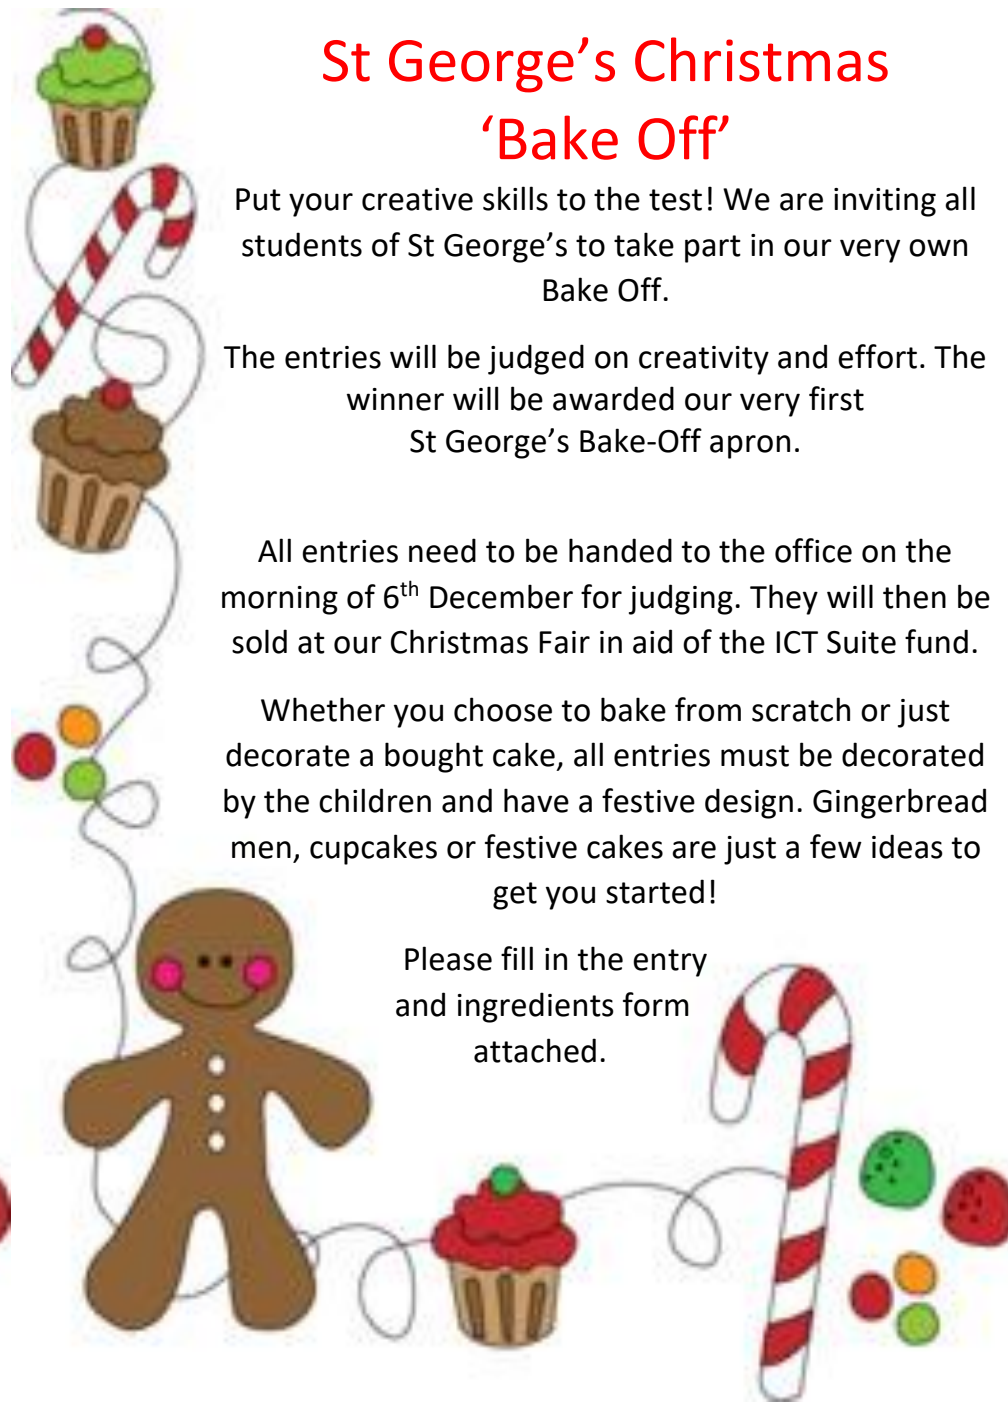 St George’s Christmas
‘Bake Off’
Put your creative skills to the test! We are inviting all
students of St George’s to take part in our very own
Bake Off.
The entries will be judged on creativity and effort. The
winner will be awarded our very first
St George’s Bake-Off apron.
All entries need to be handed to the office on the
morning of 6th December for judging. They will then be
sold at our Christmas Fair in aid of the ICT Suite fund.
Whether you choose to bake from scratch or just
decorate a bought cake, all entries must be decorated
by the children and have a festive design. Gingerbread
men, cupcakes or festive cakes are just a few ideas to
get you started!
Please fill in the entry
and ingredients form
attached.